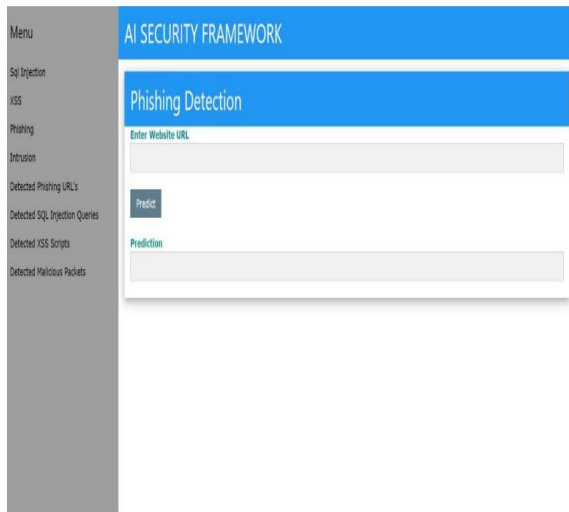 Menu
Sql Injection
XSS
Phishing
Intrusion
Detected Phishing URL's
Detected SQL Injection Queries
Detected XSS Scripts
Detected Malicious Packets
AI SECURITY FRAMEWORK
Phishing Detection
Enter Website URL
Predict
Prediction